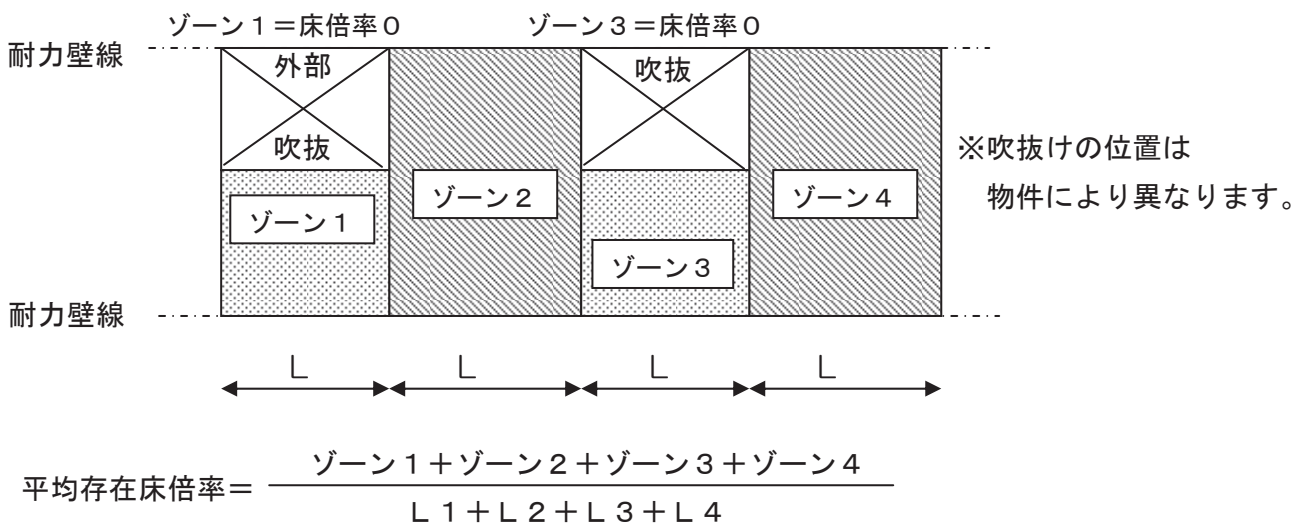 ゾーン１＝床倍率０
ゾーン３＝床倍率０
耐力壁線
外部
吹抜
吹抜
※吹抜けの位置は
物件により異なります。
ゾーン１
ゾーン２
ゾーン３
ゾーン４
耐力壁線
Ｌ
Ｌ
Ｌ
Ｌ
ゾーン１＋ゾーン２＋ゾーン３＋ゾーン４
平均存在床倍率＝
Ｌ１＋Ｌ２＋Ｌ３＋Ｌ４